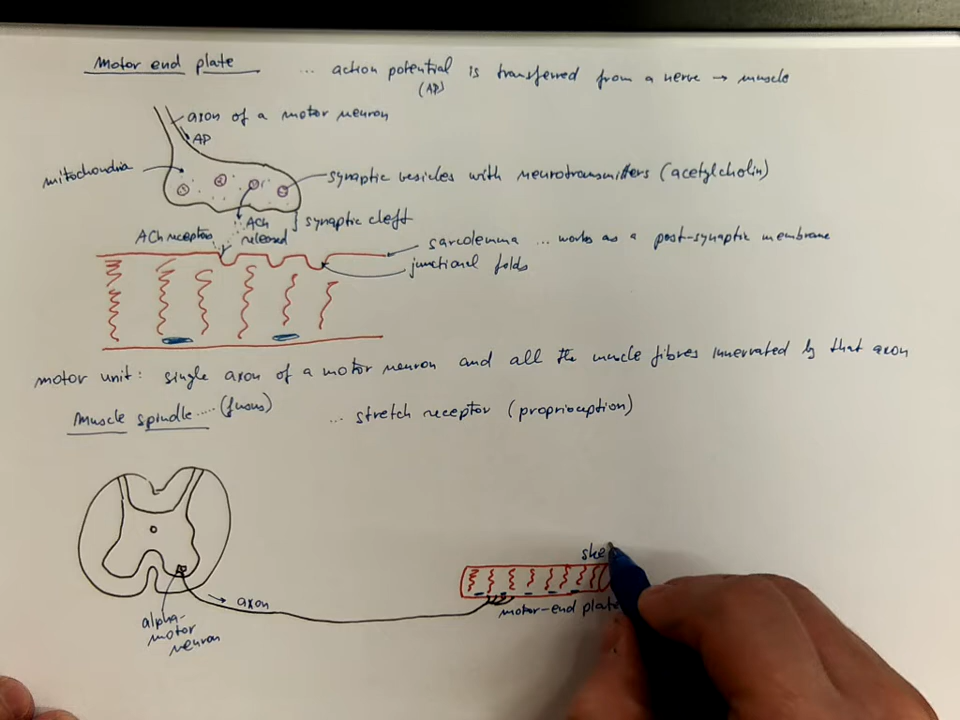 Motor end plate ... action potential is transferred from a nerve → muscle
(AP)
axon of a motor neuron
AP
mitochondria
synaptic vesicles with neurotransmitters (acetylcholin)
ACh
released
} synaptic cleft
ACh receptors
sarcolemma ... works as a post-synaptic membrane
junctional folds
motor unit: single axon of a motor neuron and all the muscle fibres innervated by that axon
Muscle spindle ..... (fusus) ... stretch receptor (proprioception)
ske
→ axon
motor-end plate
alpha-
motor
neuron